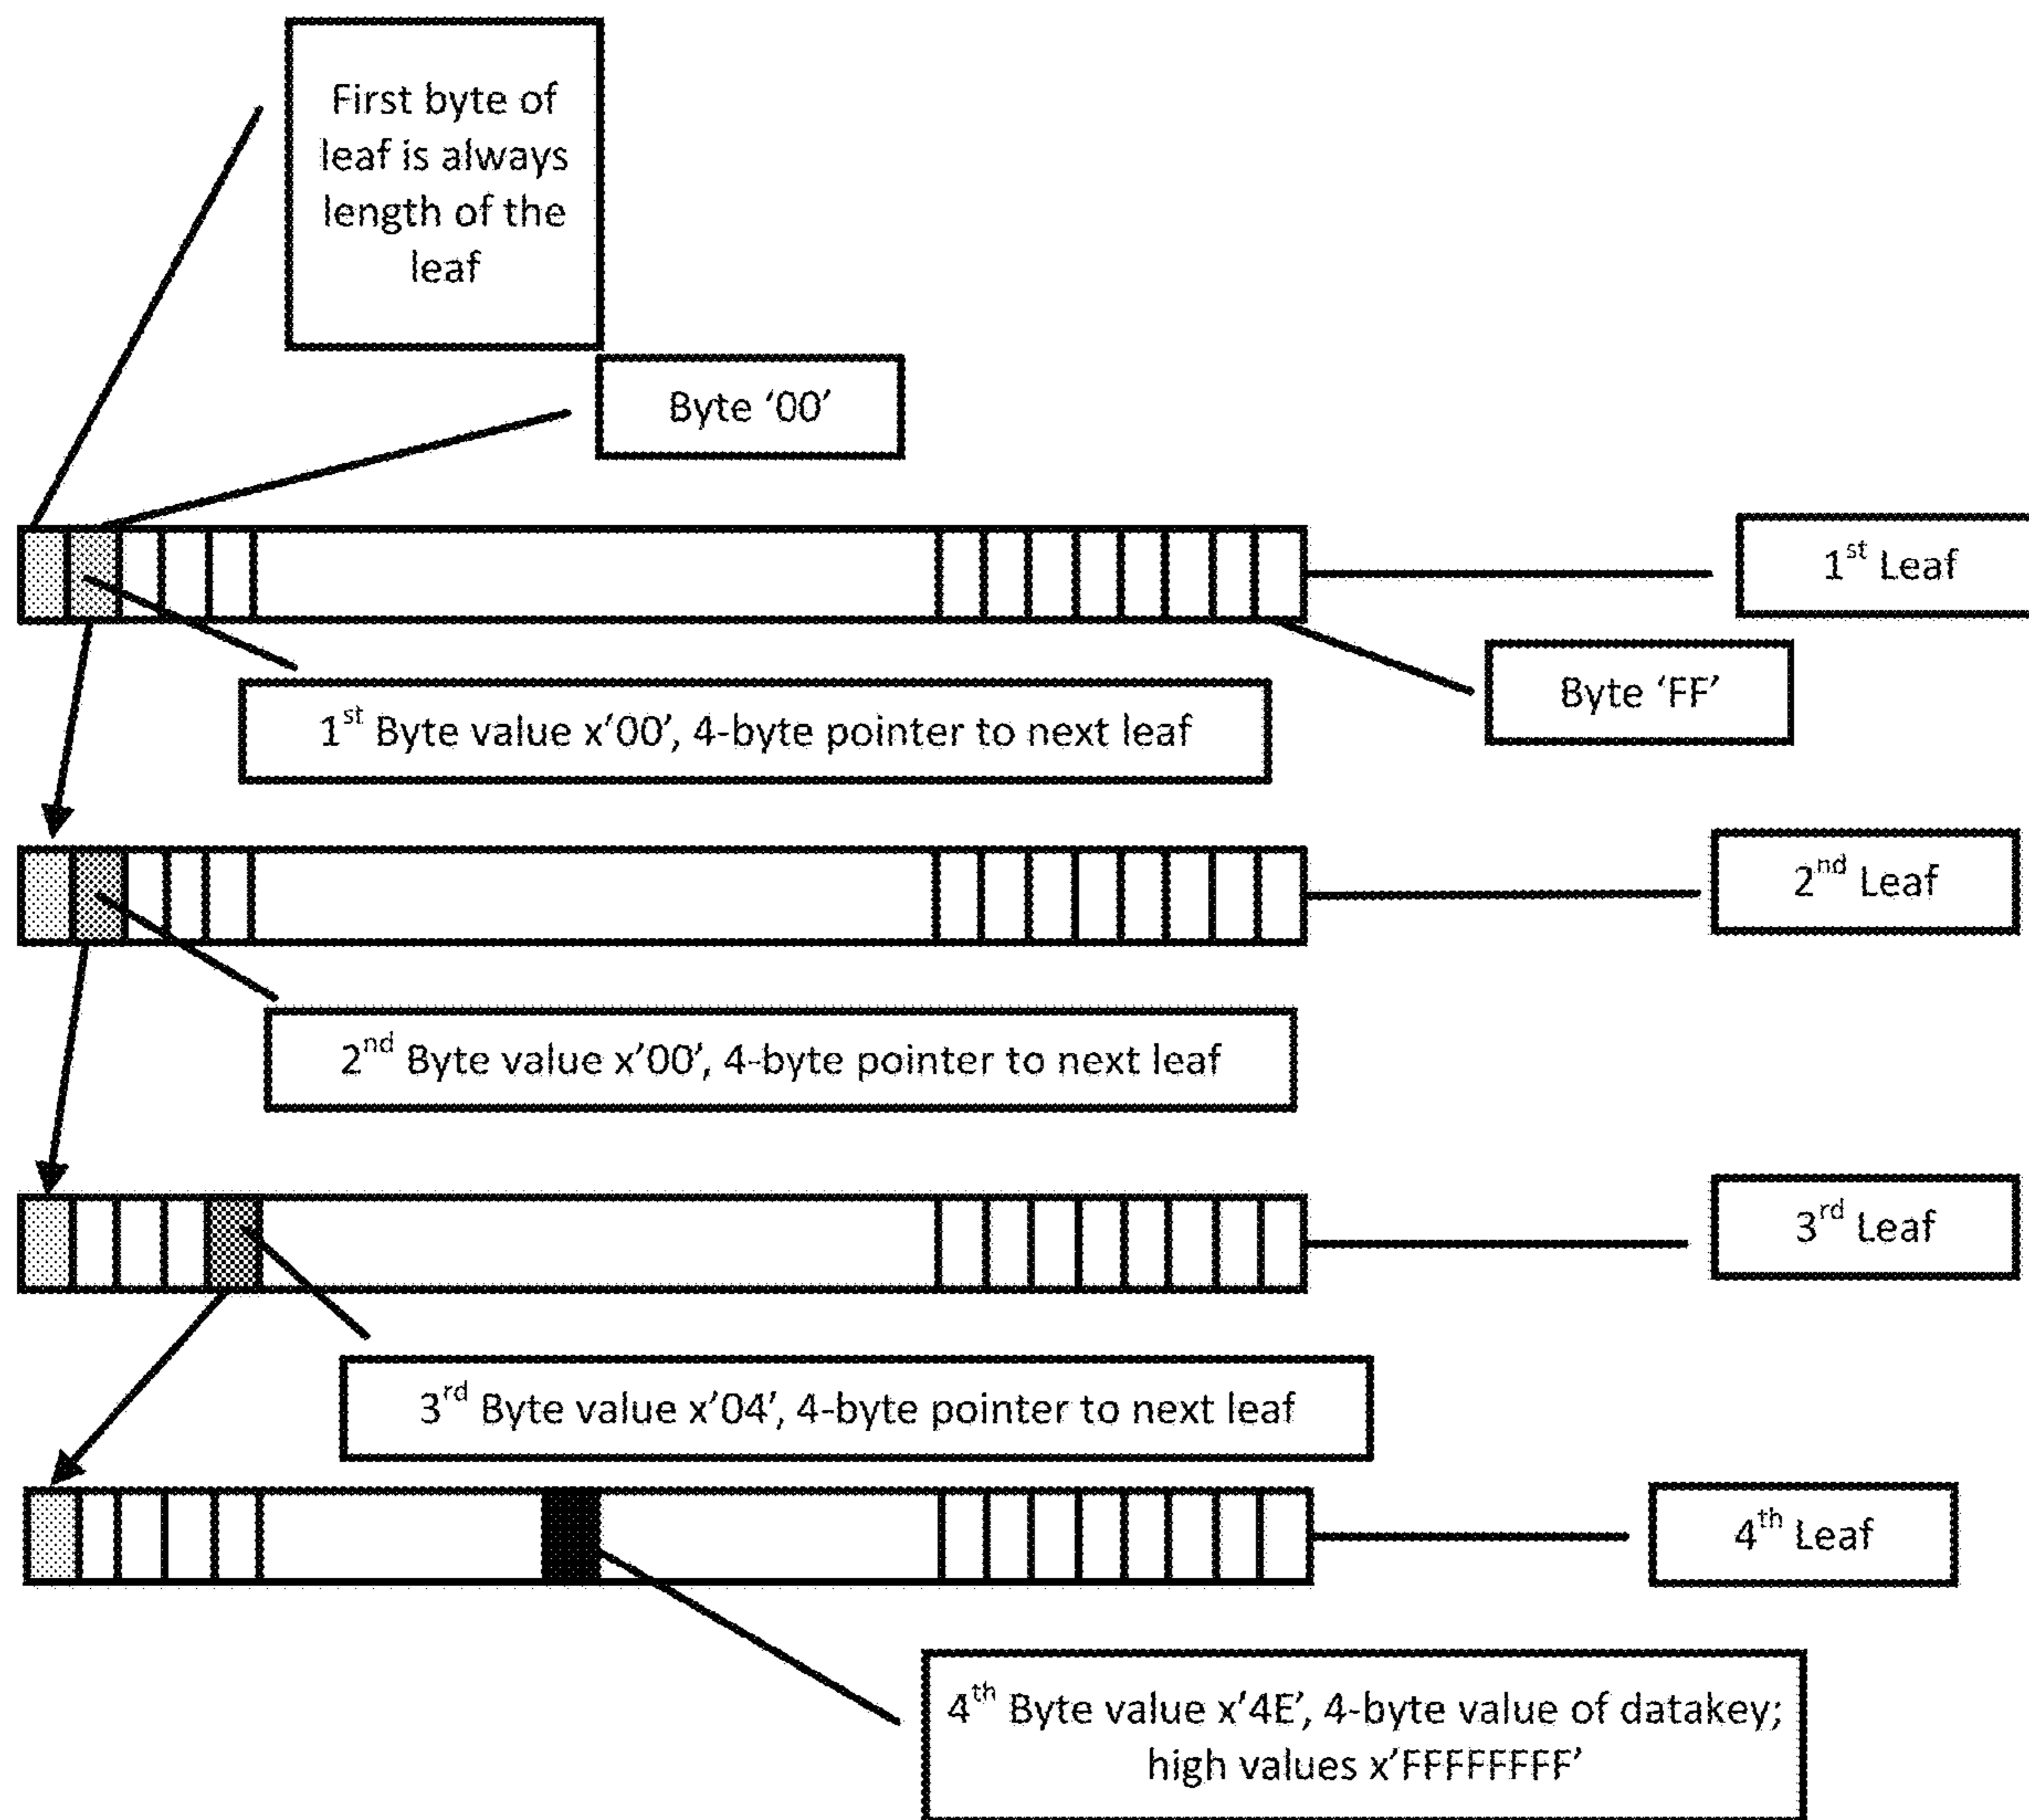 First byte of
leaf is always
length of the
leaf
Byte ‘00’
1st Leaf
Byte ‘FF’
1st Byte value x‘00’, 4-byte pointer to next leaf
2nd Leaf
2nd Byte value x’00’, 4-byte pointer to next leaf
3rd Leaf
3rd Byte value x’04’, 4-byte pointer to next leaf
4th Leaf
4th Byte value x‘4E’, 4-byte value of datakey;
high values x’FFFFFFFF’